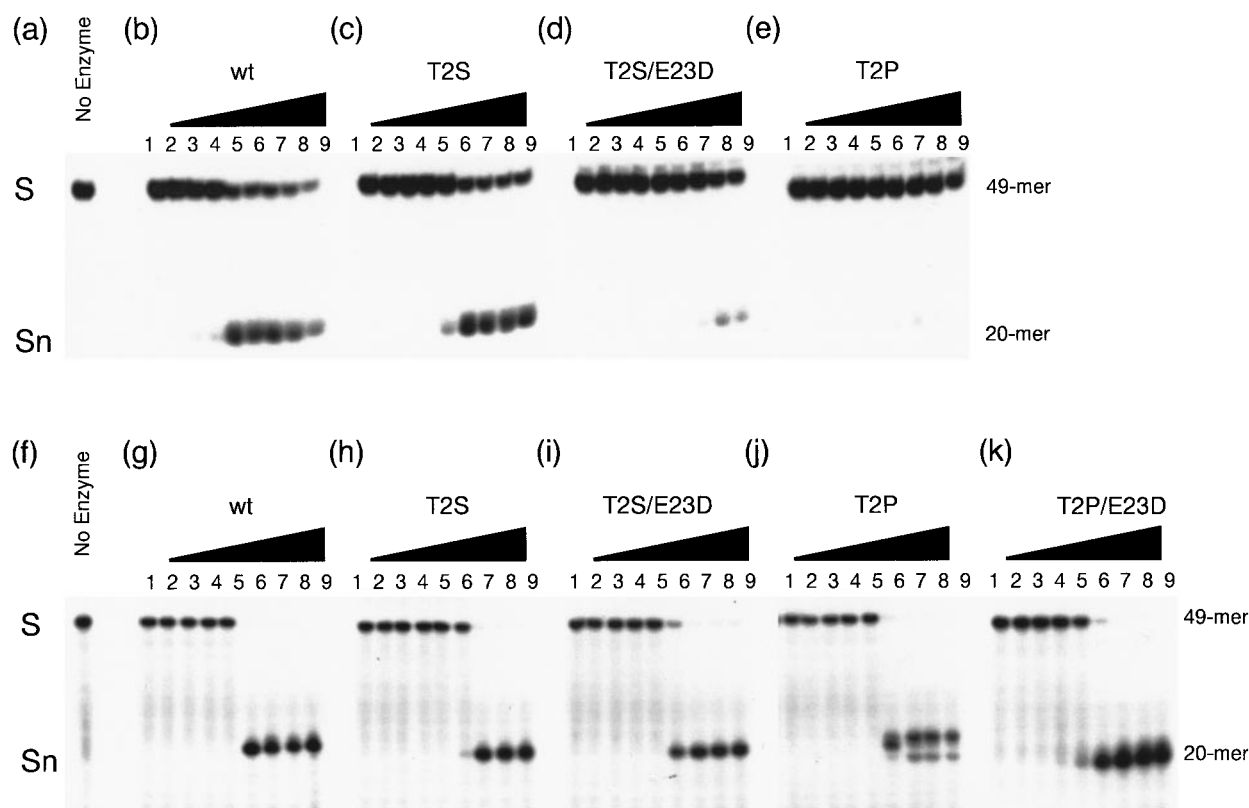 (a) No Enzyme (b) (c) (d) (e)
wt T2S T2S/E23D T2P
1 2 3 4 5 6 7 8 9 1 2 3 4 5 6 7 8 9 1 2 3 4 5 6 7 8 9 1 2 3 4 5 6 7 8 9
S 49-mer
Sn 20-mer
(f) No Enzyme (g) (h) (i) (j) (k)
wt T2S T2S/E23D T2P T2P/E23D
1 2 3 4 5 6 7 8 9 1 2 3 4 5 6 7 8 9 1 2 3 4 5 6 7 8 9 1 2 3 4 5 6 7 8 9 1 2 3 4 5 6 7 8 9
S 49-mer
Sn 20-mer